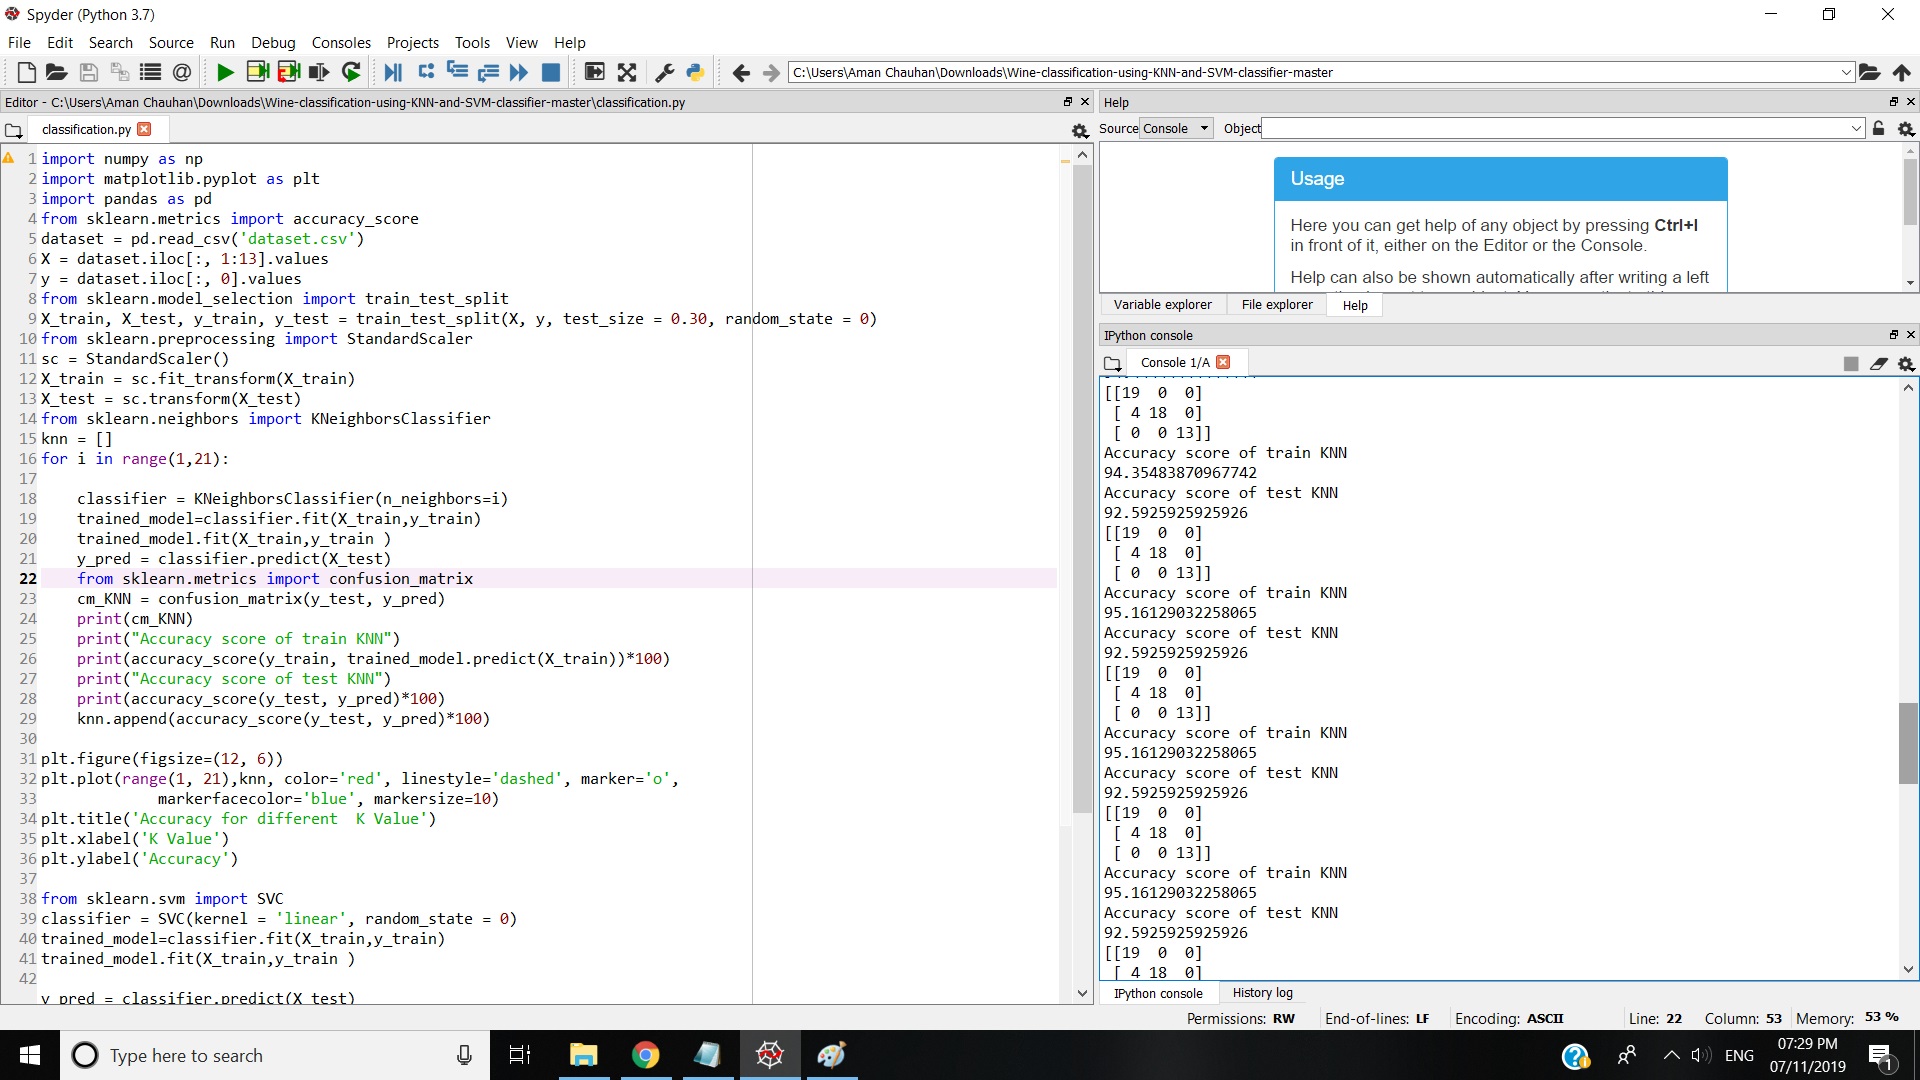 Spyder (Python 3.7)
File Edit Search Source Run Debug Consoles Projects Tools View Help
C:\Users\Aman Chauhan\Downloads\Wine-classification-using-KNN-and-SVM-classifier-master
Editor - C:\Users\Aman Chauhan\Downloads\Wine-classification-using-KNN-and-SVM-classifier-master\classification.py
classification.py
1 import numpy as np
2 import matplotlib.pyplot as plt
3 import pandas as pd
4 from sklearn.metrics import accuracy_score
5 dataset = pd.read_csv('dataset.csv')
6 X = dataset.iloc[:, 1:13].values
7 y = dataset.iloc[:, 0].values
8 from sklearn.model_selection import train_test_split
9 X_train, X_test, y_train, y_test = train_test_split(X, y, test_size = 0.30, random_state = 0)
10 from sklearn.preprocessing import StandardScaler
11 sc = StandardScaler()
12 X_train = sc.fit_transform(X_train)
13 X_test = sc.transform(X_test)
14 from sklearn.neighbors import KNeighborsClassifier
15 knn = []
16 for i in range(1,21):
17
18     classifier = KNeighborsClassifier(n_neighbors=i)
19     trained_model=classifier.fit(X_train,y_train)
20     trained_model.fit(X_train,y_train )
21     y_pred = classifier.predict(X_test)
22     from sklearn.metrics import confusion_matrix
23     cm_KNN = confusion_matrix(y_test, y_pred)
24     print(cm_KNN)
25     print("Accuracy score of train KNN")
26     print(accuracy_score(y_train, trained_model.predict(X_train))*100)
27     print("Accuracy score of test KNN")
28     print(accuracy_score(y_test, y_pred)*100)
29     knn.append(accuracy_score(y_test, y_pred)*100)
30
31 plt.figure(figsize=(12, 6))
32 plt.plot(range(1, 21),knn, color='red', linestyle='dashed', marker='o',
33              markerfacecolor='blue', markersize=10)
34 plt.title('Accuracy for different  K Value')
35 plt.xlabel('K Value')
36 plt.ylabel('Accuracy')
37
38 from sklearn.svm import SVC
39 classifier = SVC(kernel = 'linear', random_state = 0)
40 trained_model=classifier.fit(X_train,y_train)
41 trained_model.fit(X_train,y_train )
42
y_pred = classifier.predict(X_test)
Help
Source Console Object
Usage
Here you can get help of any object by pressing Ctrl+I
in front of it, either on the Editor or the Console.
Help can also be shown automatically after writing a left
Variable explorer File explorer Help
IPython console
Console 1/A
[[19  0  0]
 [ 4 18  0]
 [ 0  0 13]]
Accuracy score of train KNN
94.35483870967742
Accuracy score of test KNN
92.5925925925926
[[19  0  0]
 [ 4 18  0]
 [ 0  0 13]]
Accuracy score of train KNN
95.16129032258065
Accuracy score of test KNN
92.5925925925926
[[19  0  0]
 [ 4 18  0]
 [ 0  0 13]]
Accuracy score of train KNN
95.16129032258065
Accuracy score of test KNN
92.5925925925926
[[19  0  0]
 [ 4 18  0]
 [ 0  0 13]]
Accuracy score of train KNN
95.16129032258065
Accuracy score of test KNN
92.5925925925926
[[19  0  0]
 [ 4 18  0]
IPython console History log
Permissions: RW End-of-lines: LF Encoding: ASCII Line: 22 Column: 53 Memory: 53 %
Type here to search
ENG
07:29 PM
07/11/2019
1